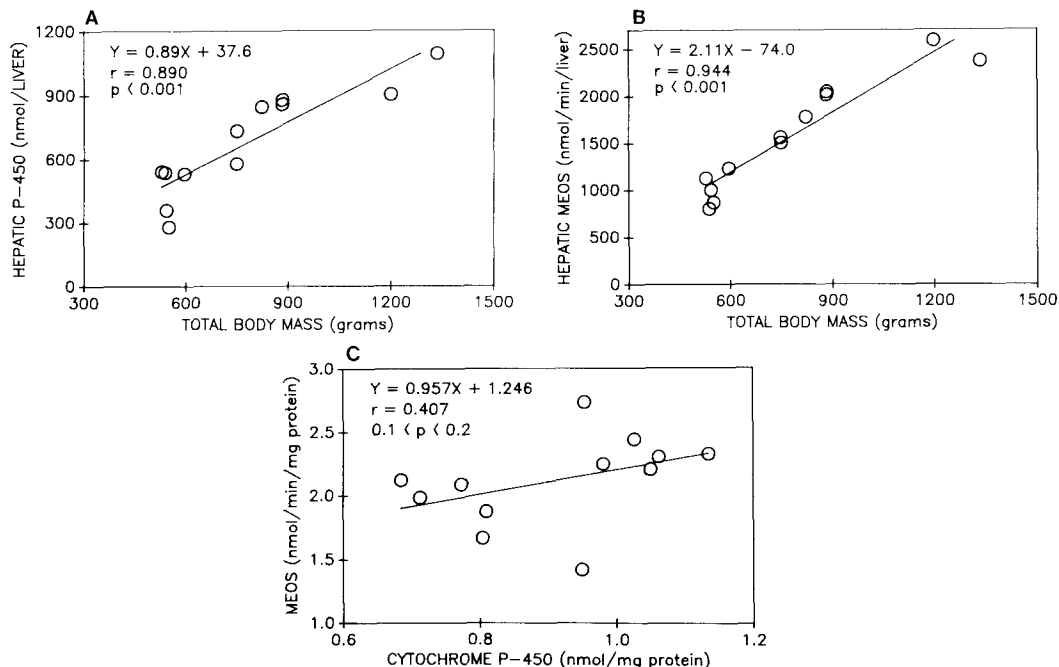 A
Y = 0.89X + 37.6
r = 0.890
p < 0.001
HEPATIC P-450 (nmol/LIVER)
1200
900
600
300
0
300 600 900 1200 1500
TOTAL BODY MASS (grams)
B
Y = 2.11X − 74.0
r = 0.944
p < 0.001
HEPATIC MEOS (nmol/min/liver)
2500
2000
1500
1000
500
0
300 600 900 1200 1500
TOTAL BODY MASS (grams)
C
Y = 0.957X + 1.246
r = 0.407
0.1 < p < 0.2
MEOS (nmol/min/mg protein)
3.0
2.5
2.0
1.5
1.0
0.6 0.8 1.0 1.2
CYTOCHROME P-450 (nmol/mg protein)